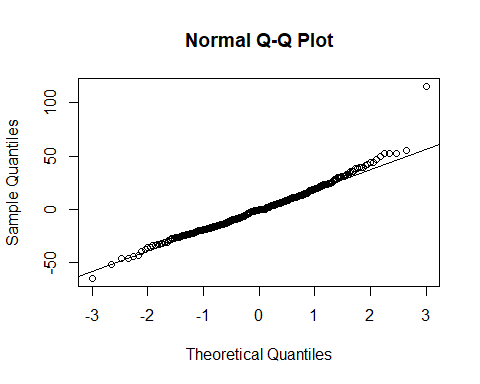 Normal Q-Q Plot
Sample Quantiles
100
50
0
-50
-3 -2 -1 0 1 2 3
Theoretical Quantiles